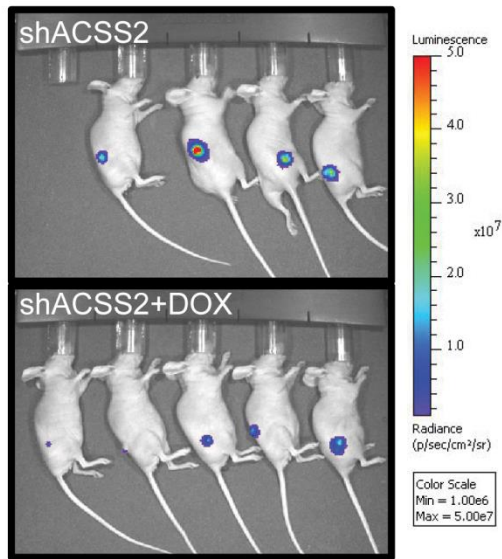 shACSS2
shACSS2+DOX
Luminescence
5.0
4.0
3.0
x10⁷
2.0
1.0
Radiance
(p/sec/cm²/sr)
Color Scale
Min = 1.00e6
Max = 5.00e7